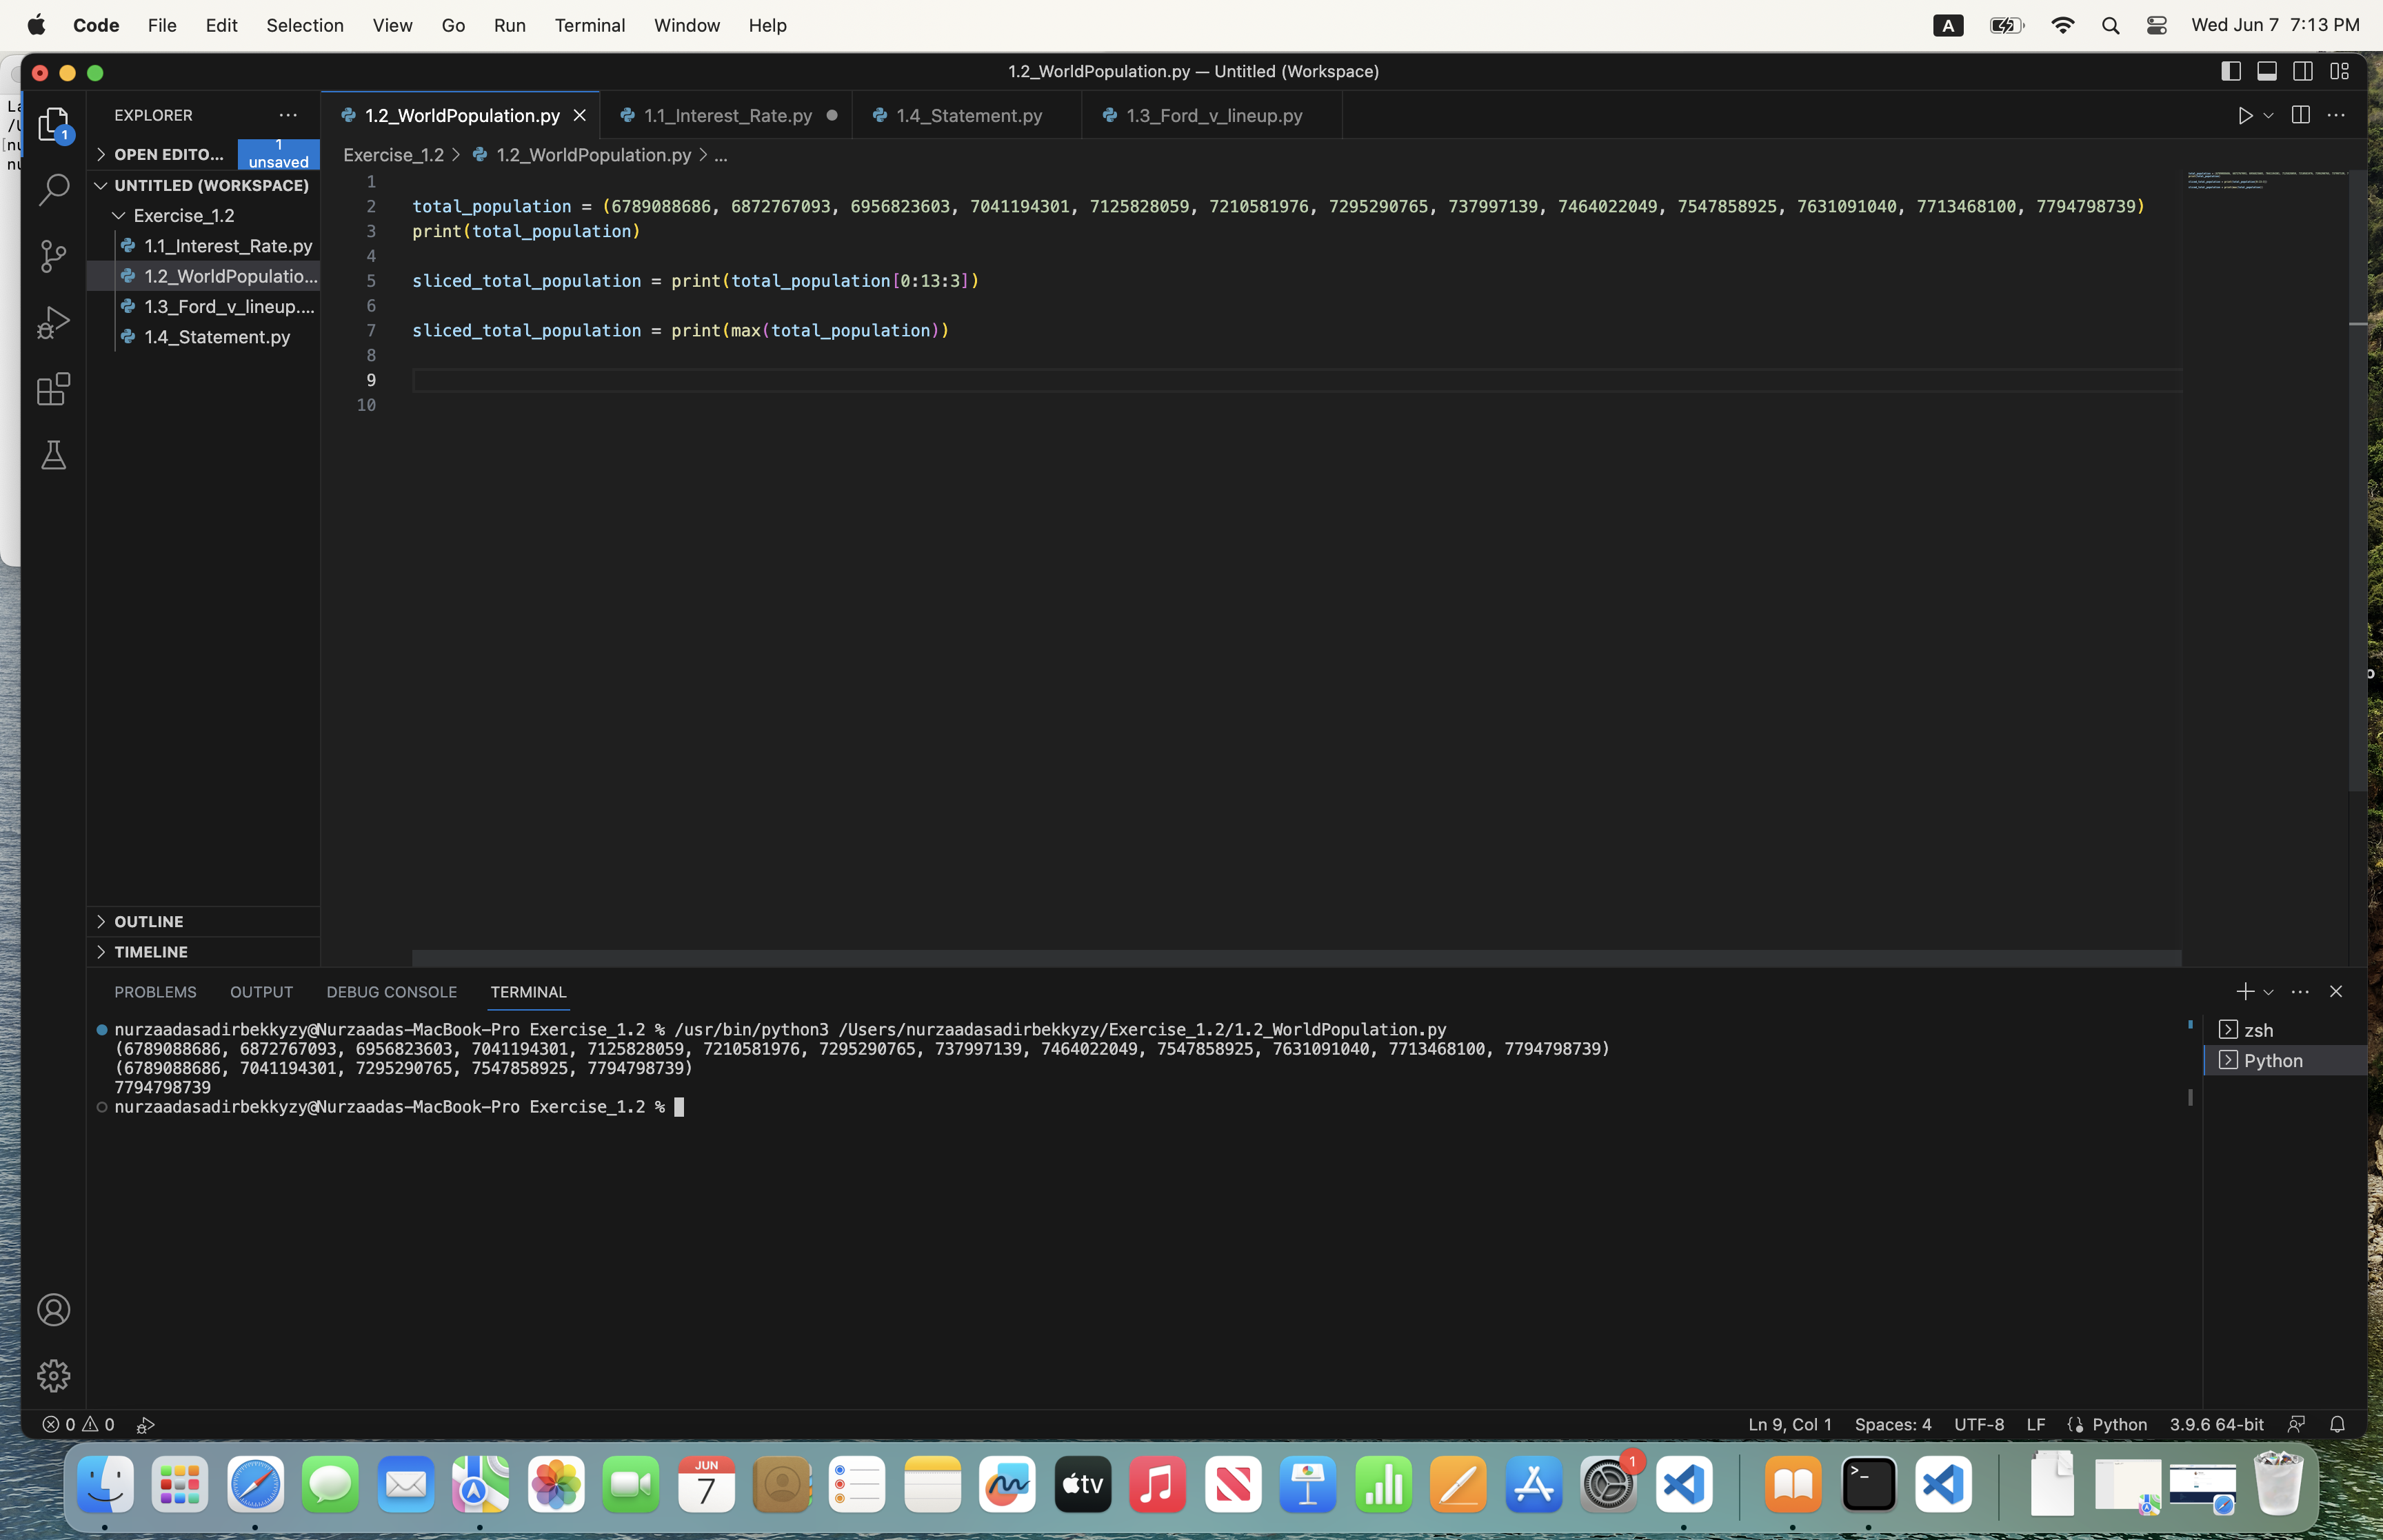 Code File Edit Selection View Go Run Terminal Window Help A Wed Jun 7 7:13 PM
1.2_WorldPopulation.py — Untitled (Workspace)
1
EXPLORER
1.2_WorldPopulation.py 1.1_Interest_Rate.py 1.4_Statement.py 1.3_Ford_v_lineup.py
OPEN EDITO... 1 unsaved
Exercise_1.2 > 1.2_WorldPopulation.py > ...
UNTITLED (WORKSPACE)
Exercise_1.2
1.1_Interest_Rate.py
1.2_WorldPopulatio...
1.3_Ford_v_lineup....
1.4_Statement.py
1
2 total_population = (6789088686, 6872767093, 6956823603, 7041194301, 7125828059, 7210581976, 7295290765, 737997139, 7464022049, 7547858925, 7631091040, 7713468100, 7794798739)
3 print(total_population)
4
5 sliced_total_population = print(total_population[0:13:3])
6
7 sliced_total_population = print(max(total_population))
8
9
10
OUTLINE
TIMELINE
PROBLEMS OUTPUT DEBUG CONSOLE TERMINAL
nurzaadasadirbekkyzy@Nurzaadas-MacBook-Pro Exercise_1.2 % /usr/bin/python3 /Users/nurzaadasadirbekkyzy/Exercise_1.2/1.2_WorldPopulation.py
(6789088686, 6872767093, 6956823603, 7041194301, 7125828059, 7210581976, 7295290765, 737997139, 7464022049, 7547858925, 7631091040, 7713468100, 7794798739)
(6789088686, 7041194301, 7295290765, 7547858925, 7794798739)
7794798739
nurzaadasadirbekkyzy@Nurzaadas-MacBook-Pro Exercise_1.2 %
zsh
Python
0 0 Ln 9, Col 1 Spaces: 4 UTF-8 LF Python 3.9.6 64-bit
JUN
7
tv
1